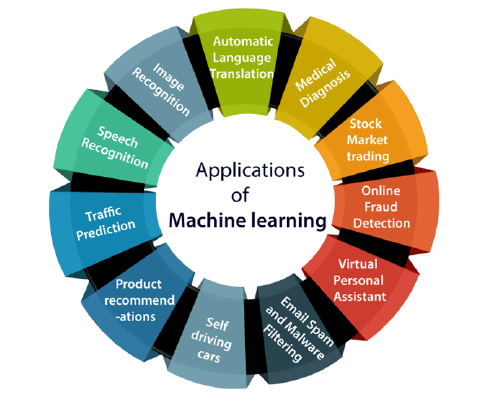 Applications
of
Machine learning
Automatic
Language
Translation
Medical
Diagnosis
Stock
Market
trading
Online
Fraud
Detection
Virtual
Personal
Assistant
Email Spam
and Malware
Filtering
Self
driving
cars
Product
recommend
-ations
Traffic
Prediction
Speech
Recognition
Image
Recognition